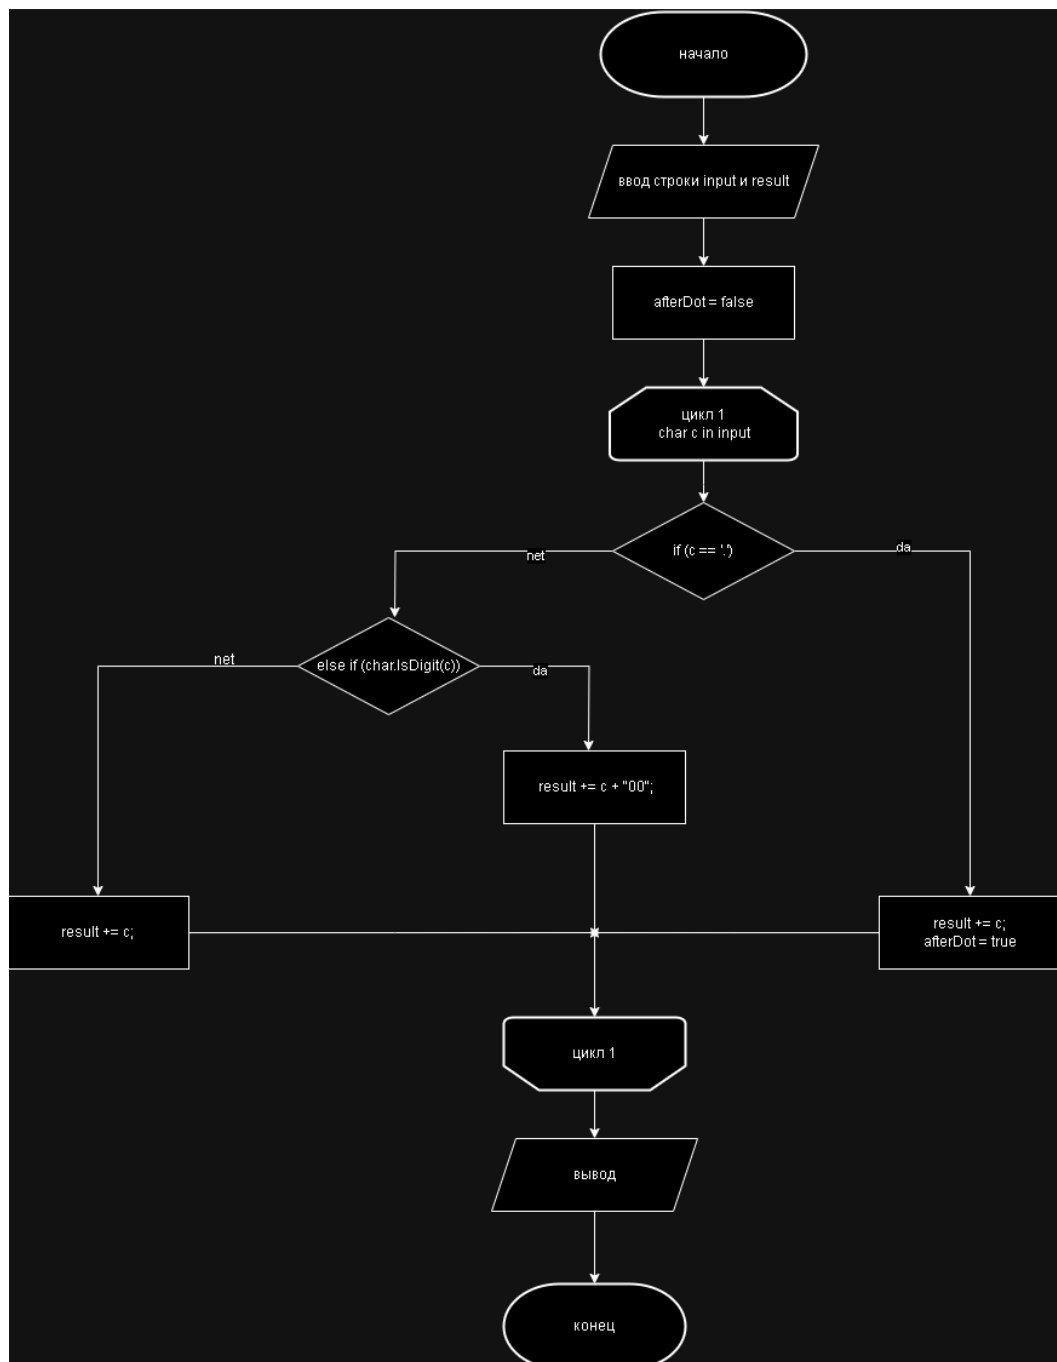 начало
ввод строки input и result
afterDot = false
цикл 1
char c in input
if (c == '.')
net
da
else if (char.IsDigit(c))
net
da
result += c + "00";
result += c;
result += c;
afterDot = true
цикл 1
вывод
конец